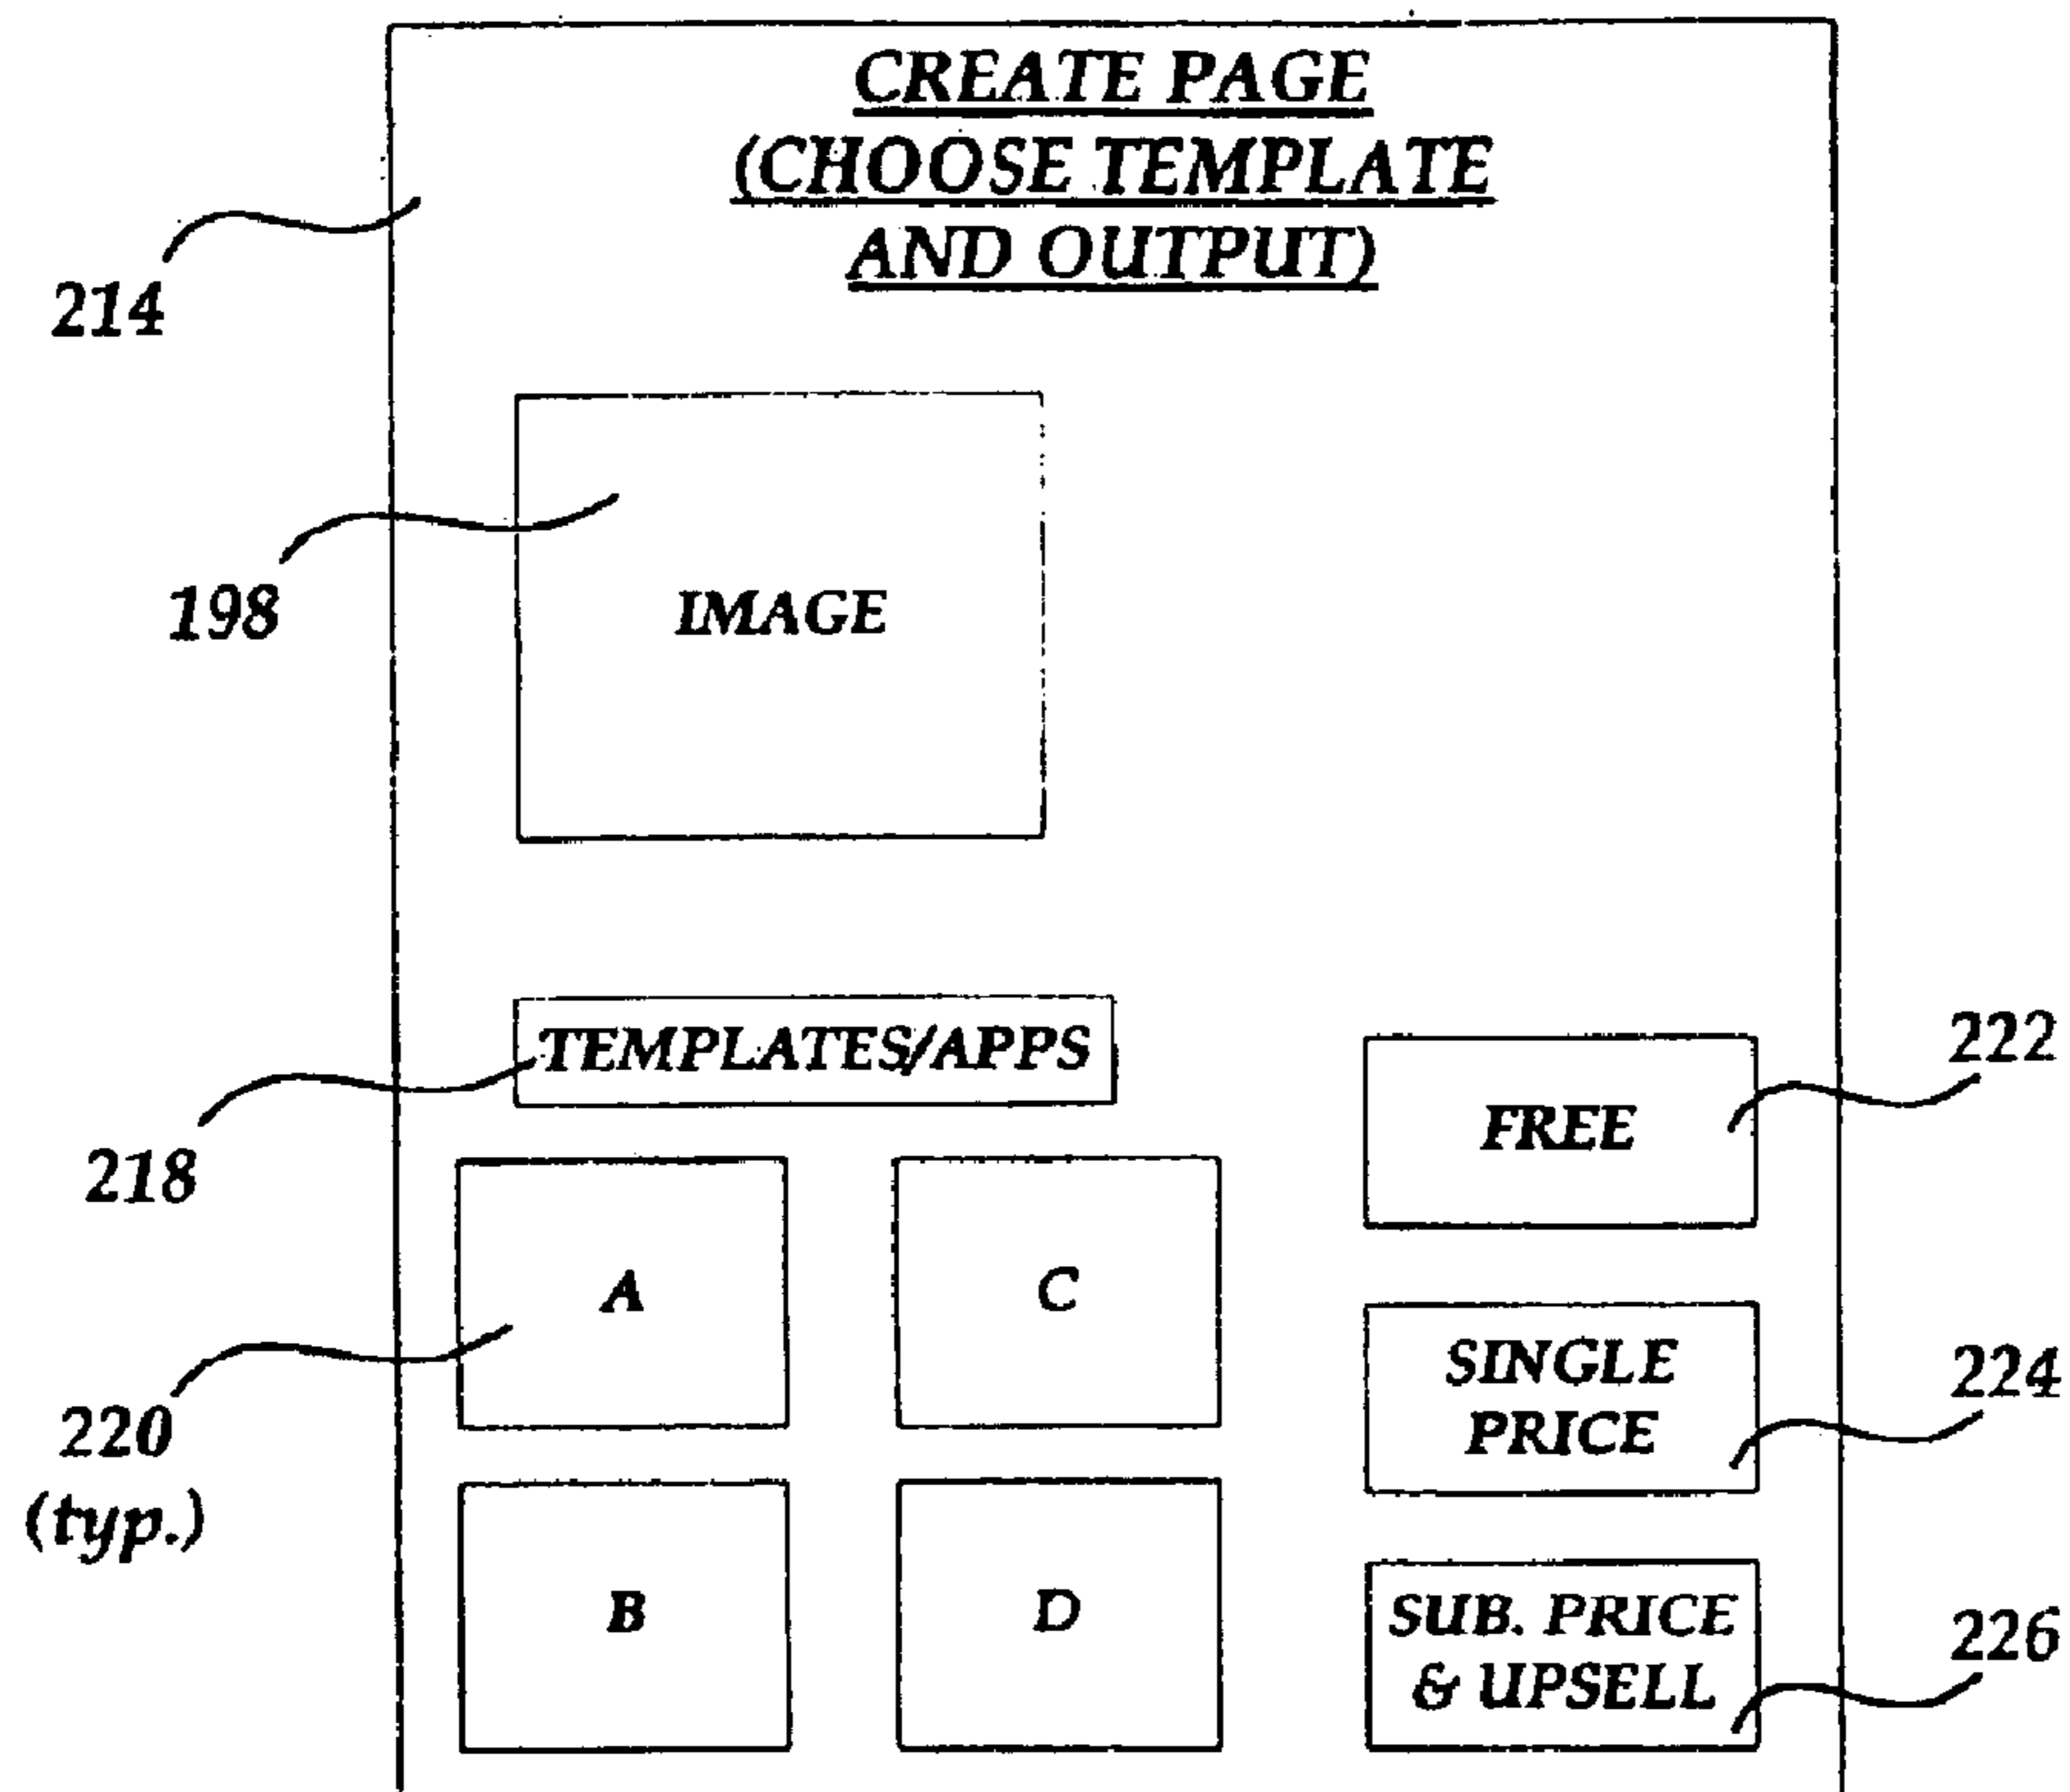 CREATE PAGE
(CHOOSE TEMPLATE
AND OUTPUT)
214
198
IMAGE
TEMPLATES/APPS
218
222
FREE
A
C
220
(typ.)
SINGLE
PRICE
224
B
D
SUB. PRICE
& UPSELL
226